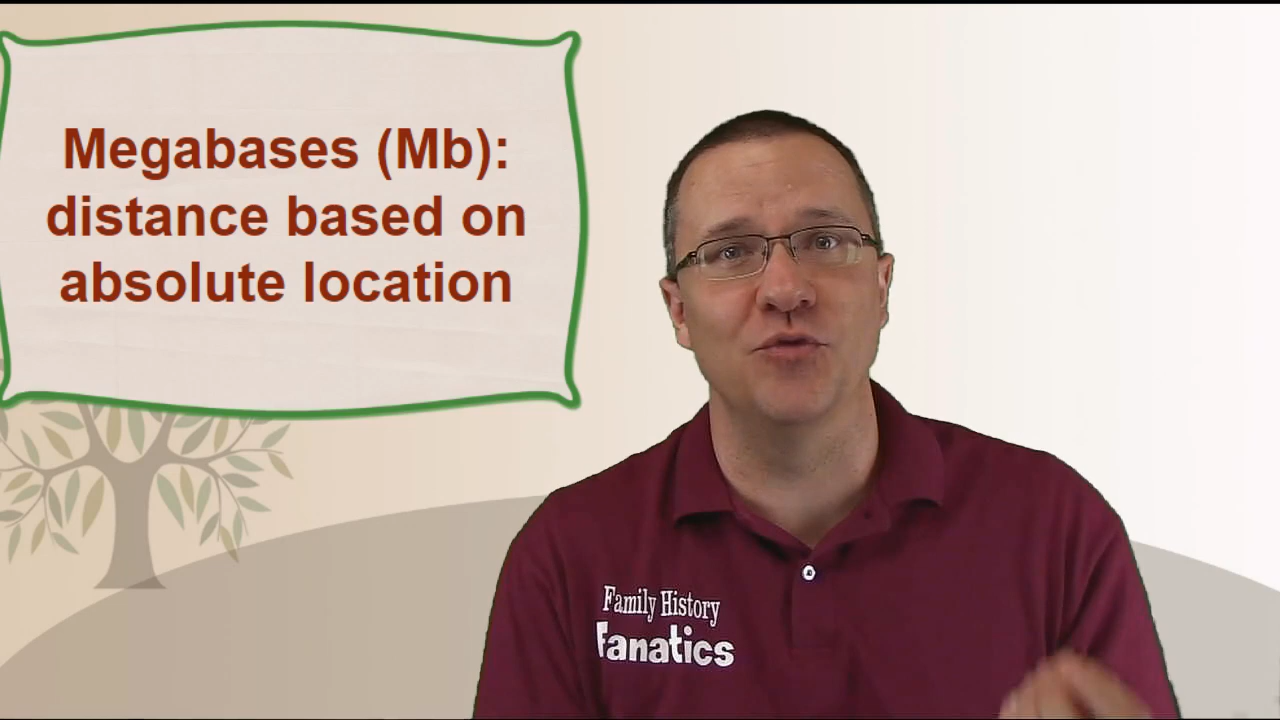 Megabases (Mb):
distance based on
absolute location
Family History
Fanatics